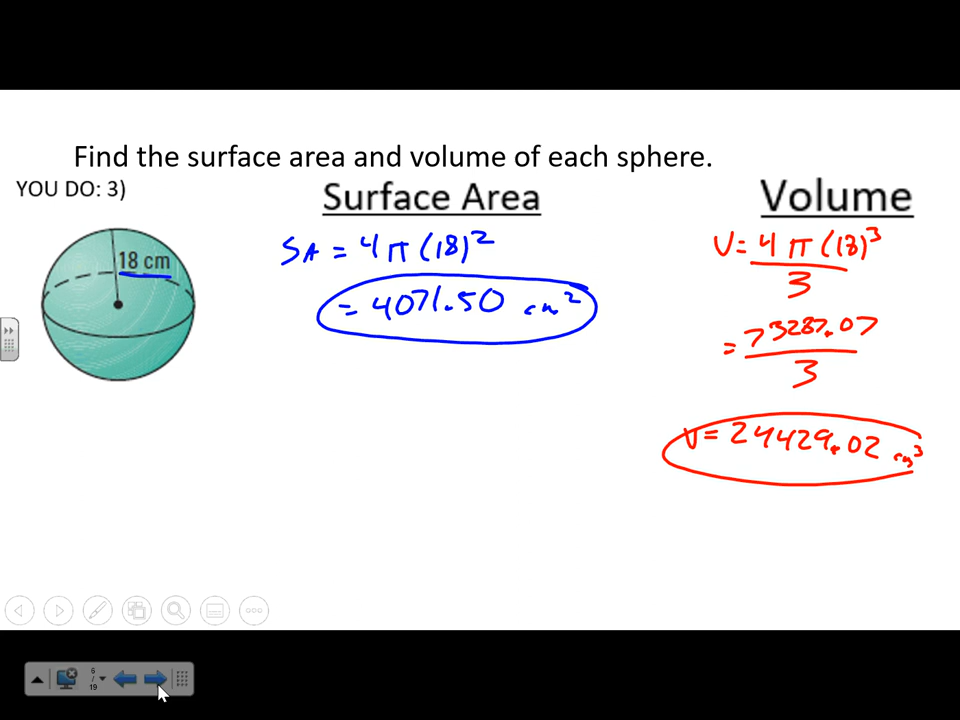 Find the surface area and volume of each sphere.
YOU DO: 3)
18 cm
Surface Area
SA = 4π(18)²
= 4071.50 cm²
Volume
V = 4π(18)³
3
= 73287.07
3
V = 24429.02 cm³
6
/
19